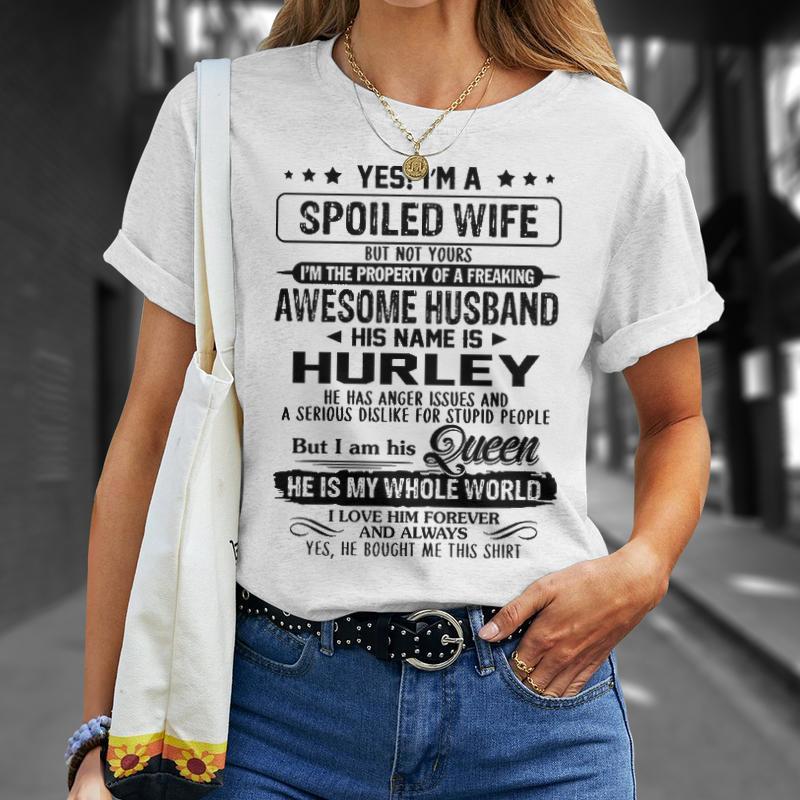 YES! I'M A
SPOILED WIFE
BUT NOT YOURS
I'M THE PROPERTY OF A FREAKING
AWESOME HUSBAND
HIS NAME IS
HURLEY
HE HAS ANGER ISSUES AND
A SERIOUS DISLIKE FOR STUPID PEOPLE
But I am his Queen
HE IS MY WHOLE WORLD
I LOVE HIM FOREVER
AND ALWAYS
YES, HE BOUGHT ME THIS SHIRT